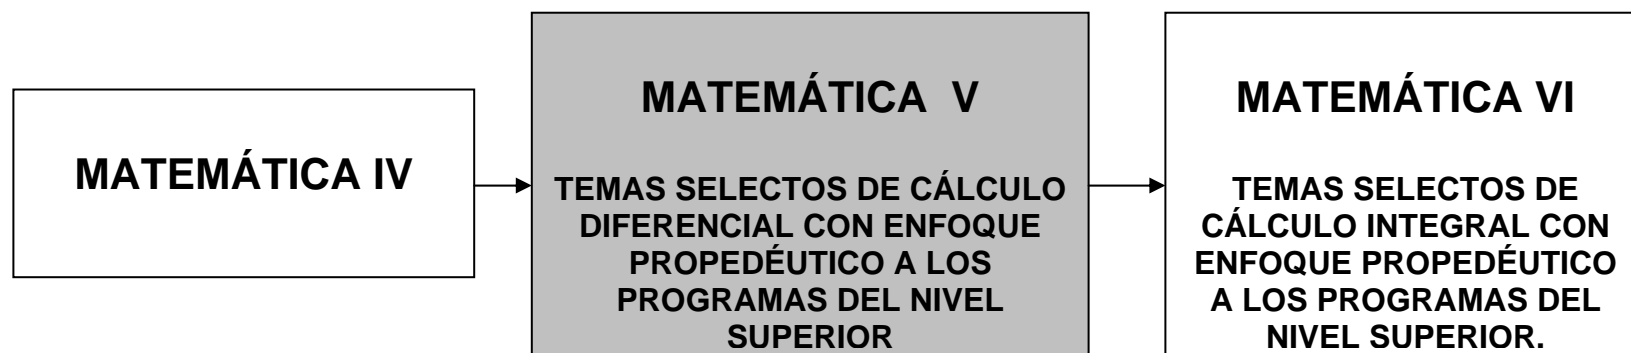 MATEMÁTICA IV
MATEMÁTICA V
TEMAS SELECTOS DE CÁLCULO
DIFERENCIAL CON ENFOQUE
PROPEDÉUTICO A LOS
PROGRAMAS DEL NIVEL
SUPERIOR
MATEMÁTICA VI
TEMAS SELECTOS DE
CÁLCULO INTEGRAL CON
ENFOQUE PROPEDÉUTICO
A LOS PROGRAMAS DEL
NIVEL SUPERIOR.